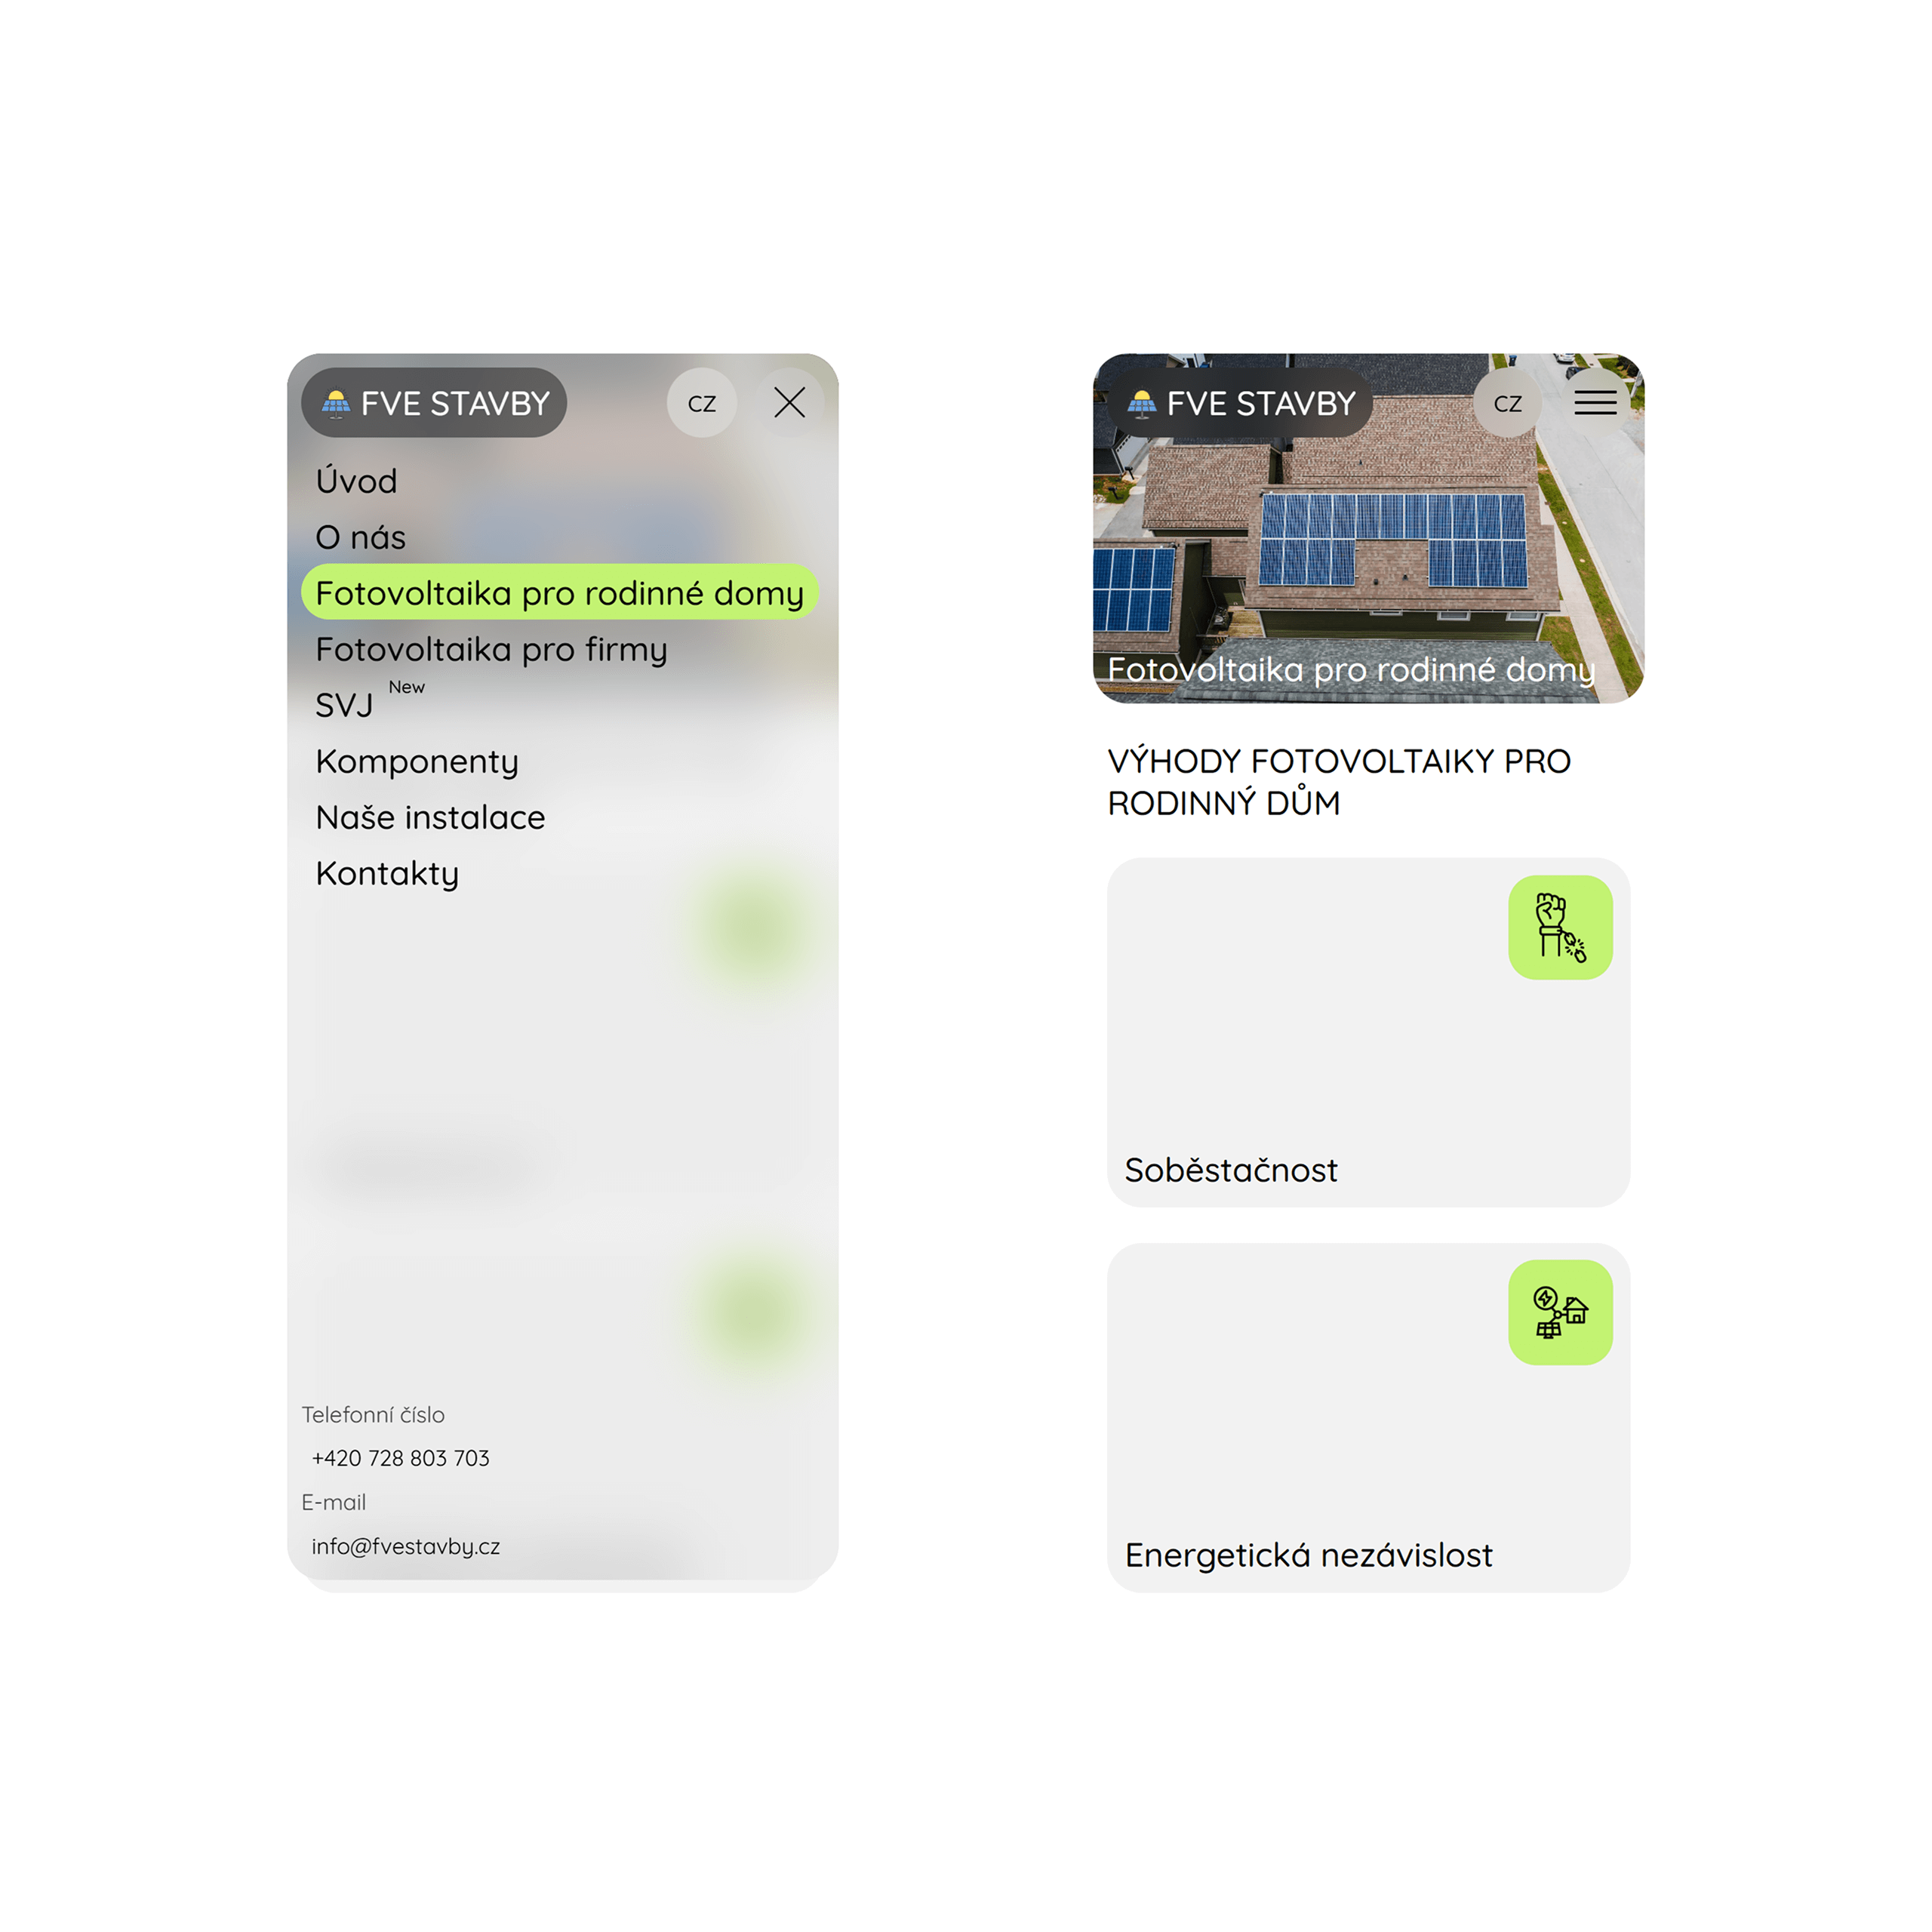 FVE STAVBY
CZ
Úvod
O nás
Fotovoltaika pro rodinné domy
Fotovoltaika pro firmy
SVJ New
Komponenty
Naše instalace
Kontakty
Telefonní číslo
+420 728 803 703
E-mail
info@fvestavby.cz
FVE STAVBY
CZ
Fotovoltaika pro rodinné domy
VÝHODY FOTOVOLTAIKY PRO
RODINNÝ DŮM
Soběstačnost
Energetická nezávislost